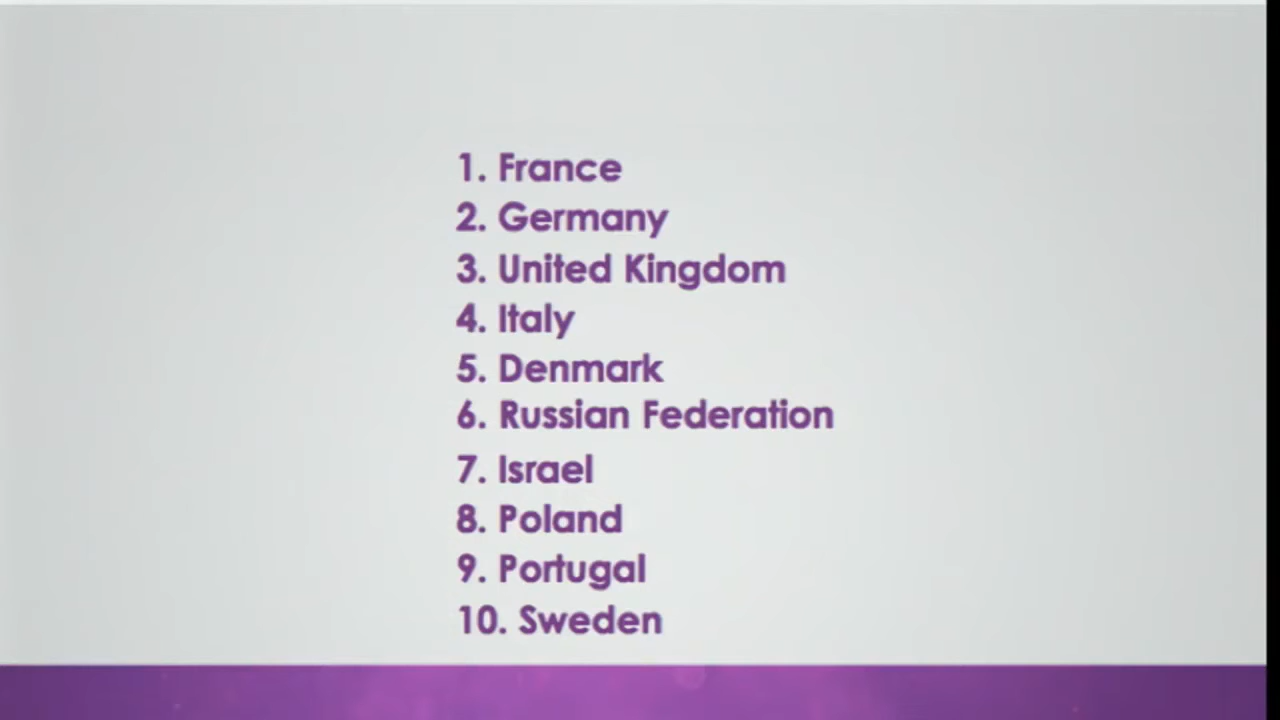 1. France
2. Germany
3. United Kingdom
4. Italy
5. Denmark
6. Russian Federation
7. Israel
8. Poland
9. Portugal
10. Sweden